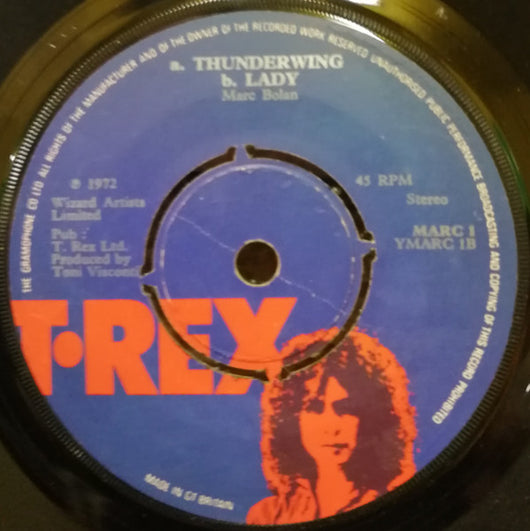 THE GRAMOPHONE CO LTD ALL RIGHTS OF THE MANUFACTURER AND OF THE OWNER OF THE RECORDED WORK RESERVED UNAUTHORISED PUBLIC PERFORMANCE BROADCASTING AND COPYING OF THIS RECORD PROHIBITED
a. THUNDERWING
b. LADY
Marc Bolan
℗ 1972
Wizard Artists
Limited
Pub :
T. Rex Ltd.
Produced by
Toni Visconti
45 RPM
Stereo
MARC 1
YMARC 1B
T·REX
MADE IN GT BRITAIN